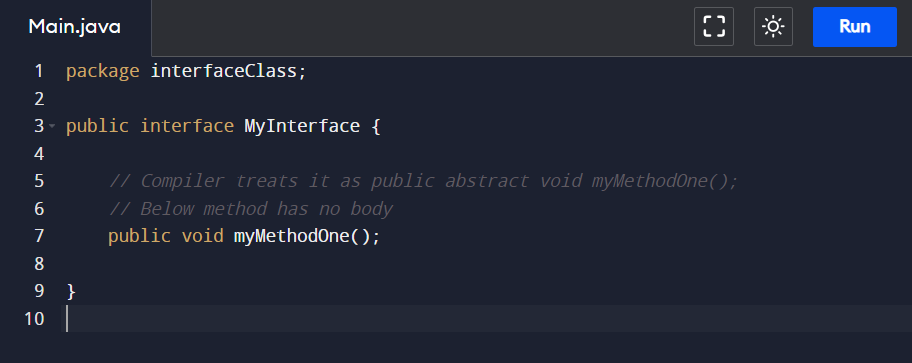 Main.java
Run
1 package interfaceClass;
2
3 public interface MyInterface {
4
5 // Compiler treats it as public abstract void myMethodOne();
6 // Below method has no body
7 public void myMethodOne();
8
9 }
10